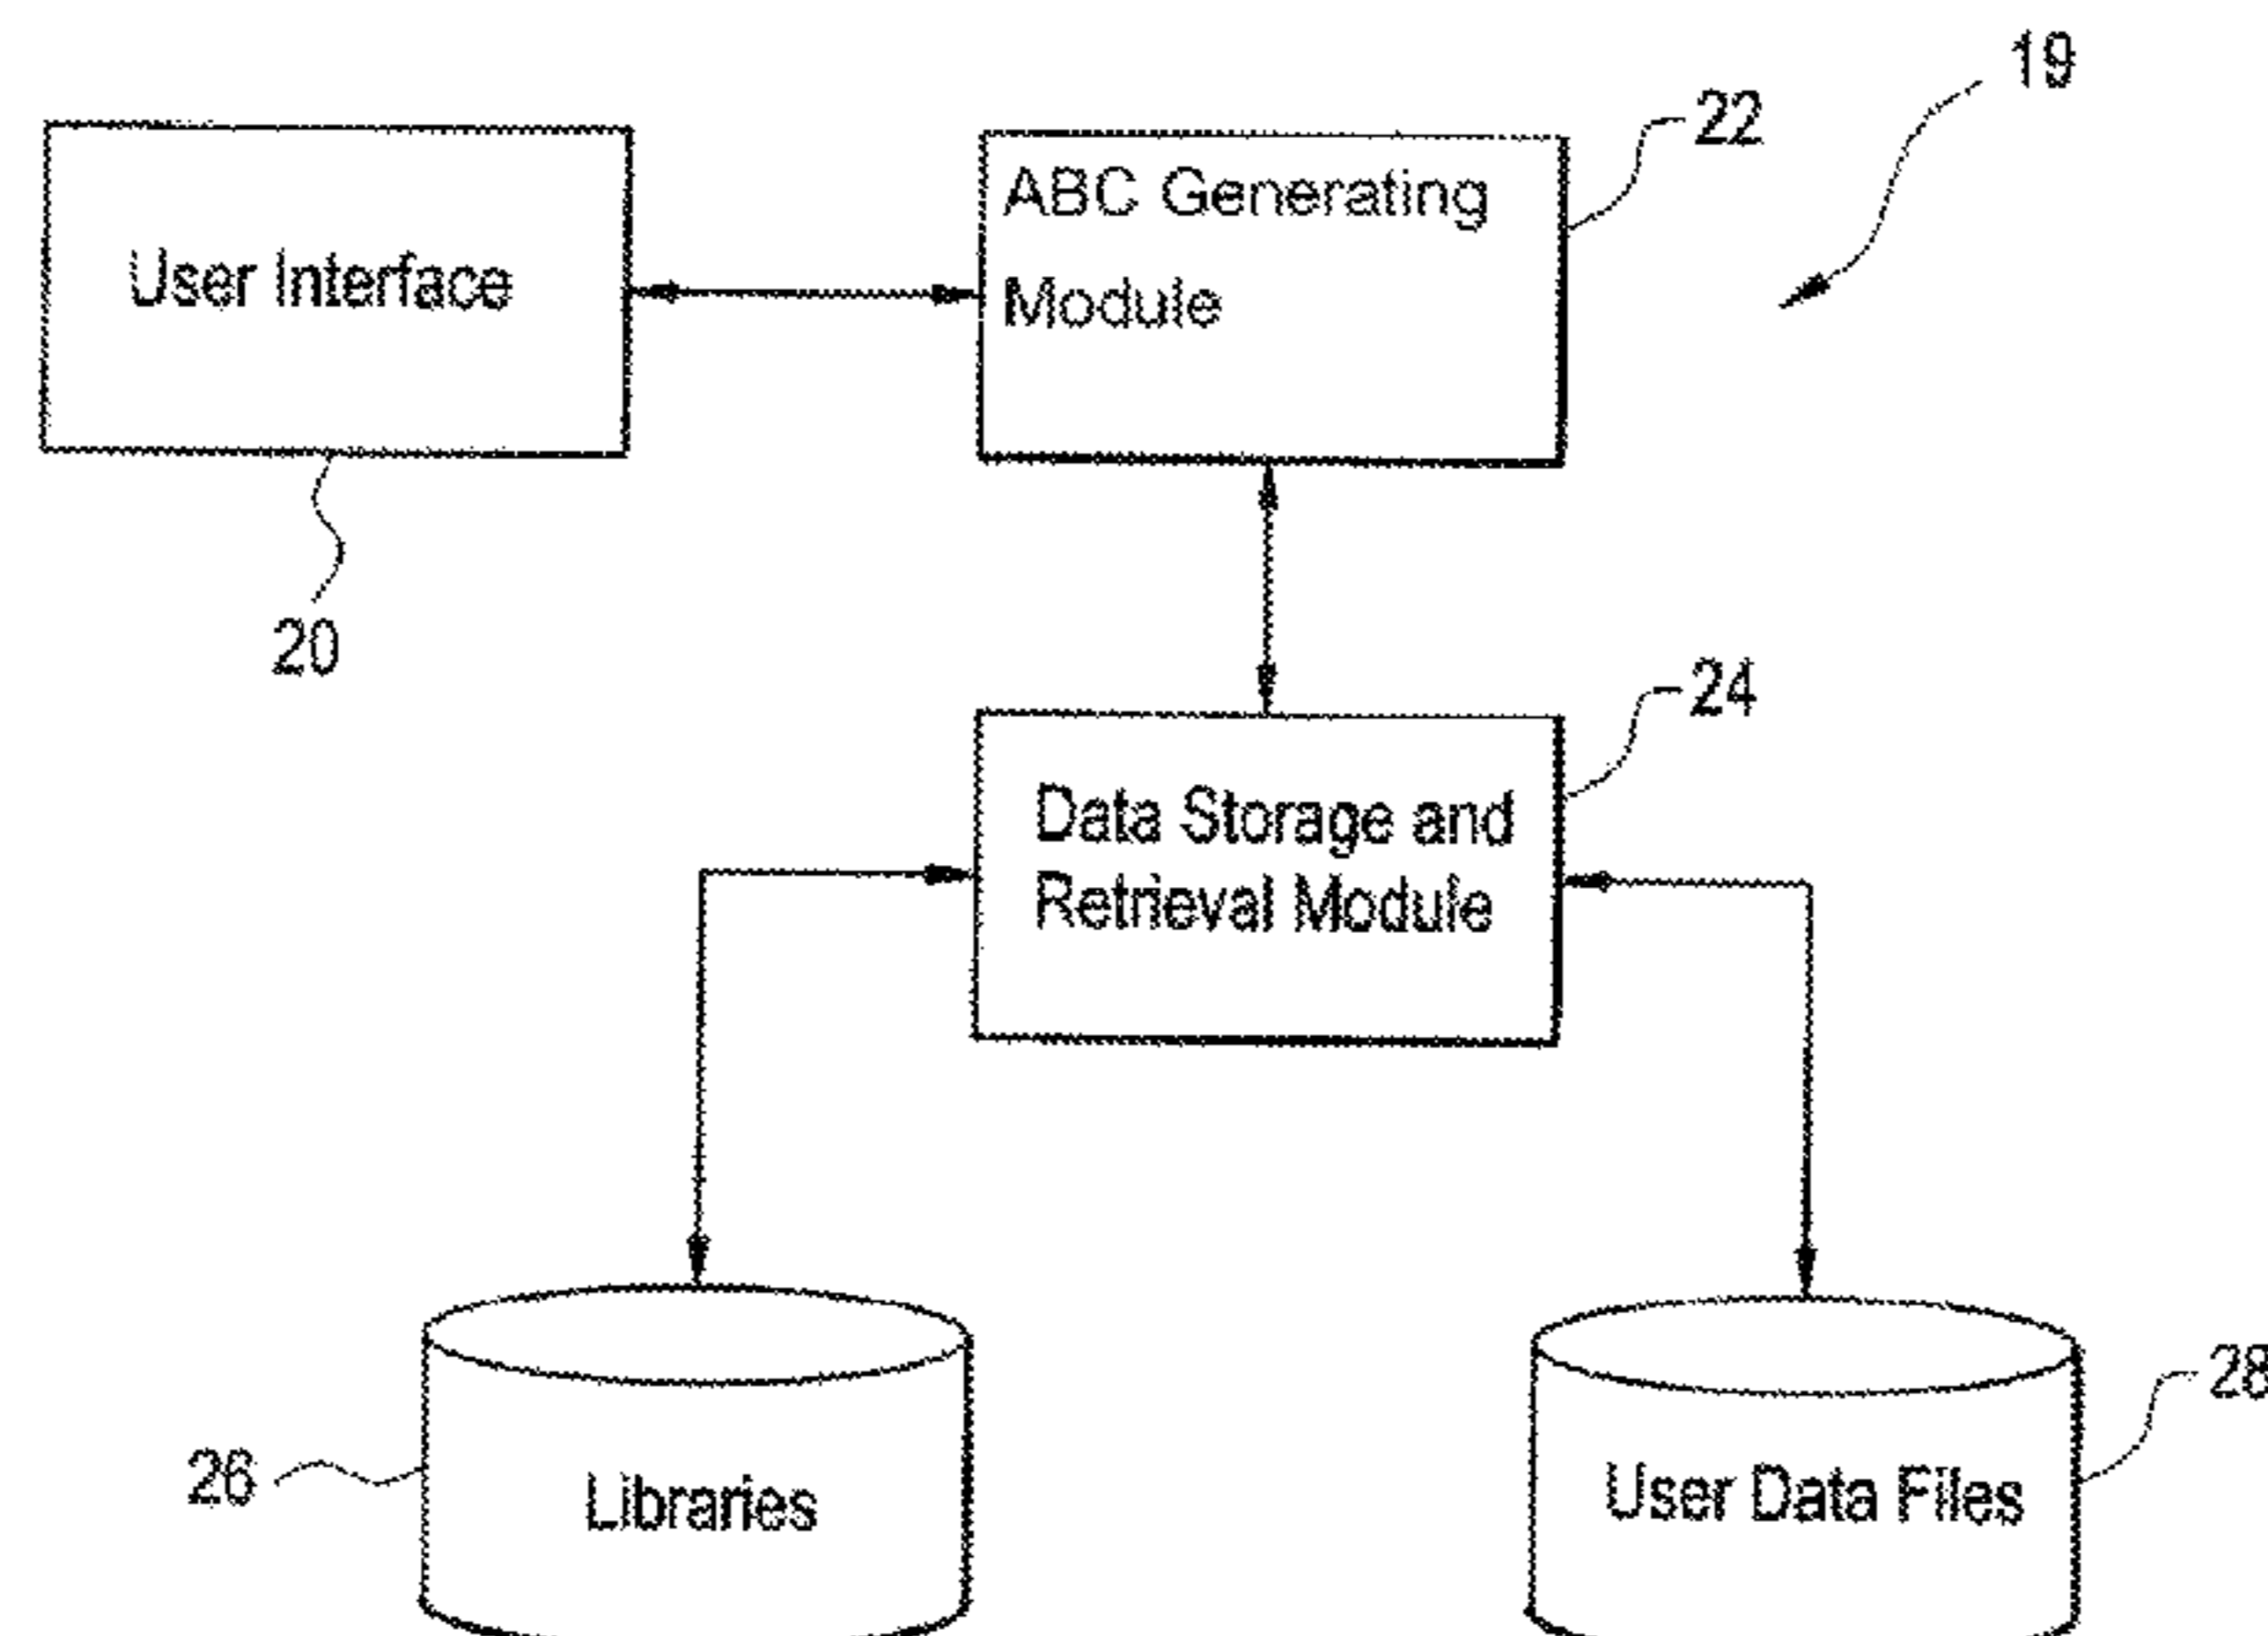 19
22
ABC Generating
Module
User Interface
20
24
Data Storage and
Retrieval Module
28
26
Libraries
User Data Files